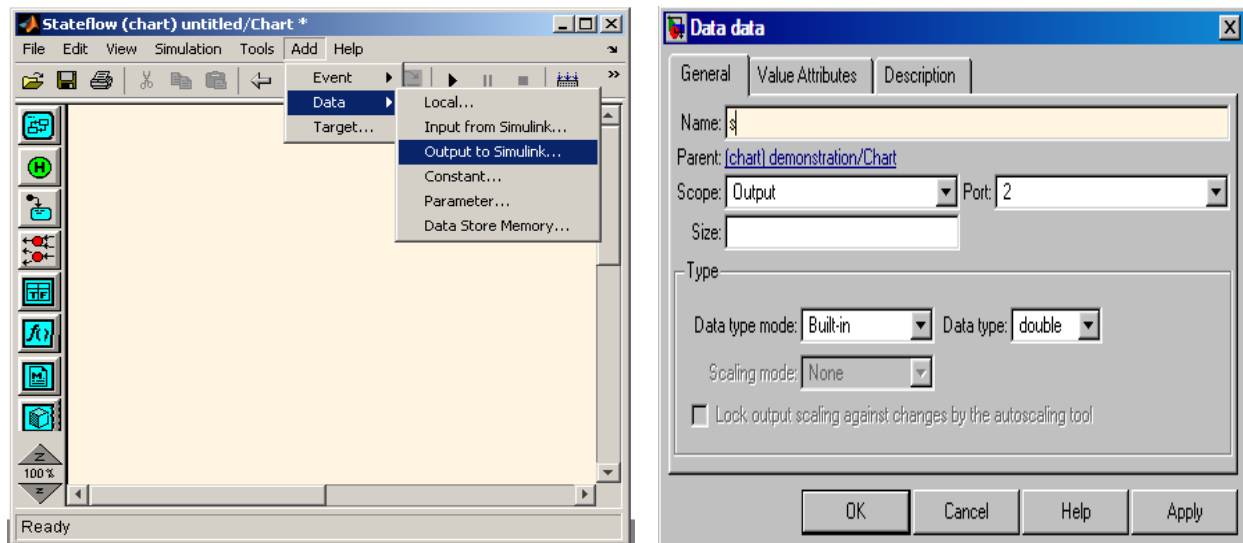 Stateflow (chart) untitled/Chart *
File Edit View Simulation Tools Add Help
Event
Data
Target...
Local...
Input from Simulink...
Output to Simulink...
Constant...
Parameter...
Data Store Memory...
H
TF
f()
M
Z
100 %
Z
Ready
Data data
General Value Attributes Description
Name: s
Parent: (chart) demonstration/Chart
Scope: Output Port: 2
Size:
Type
Data type mode: Built-in Data type: double
Scaling mode: None
Lock output scaling against changes by the autoscaling tool
OK Cancel Help Apply